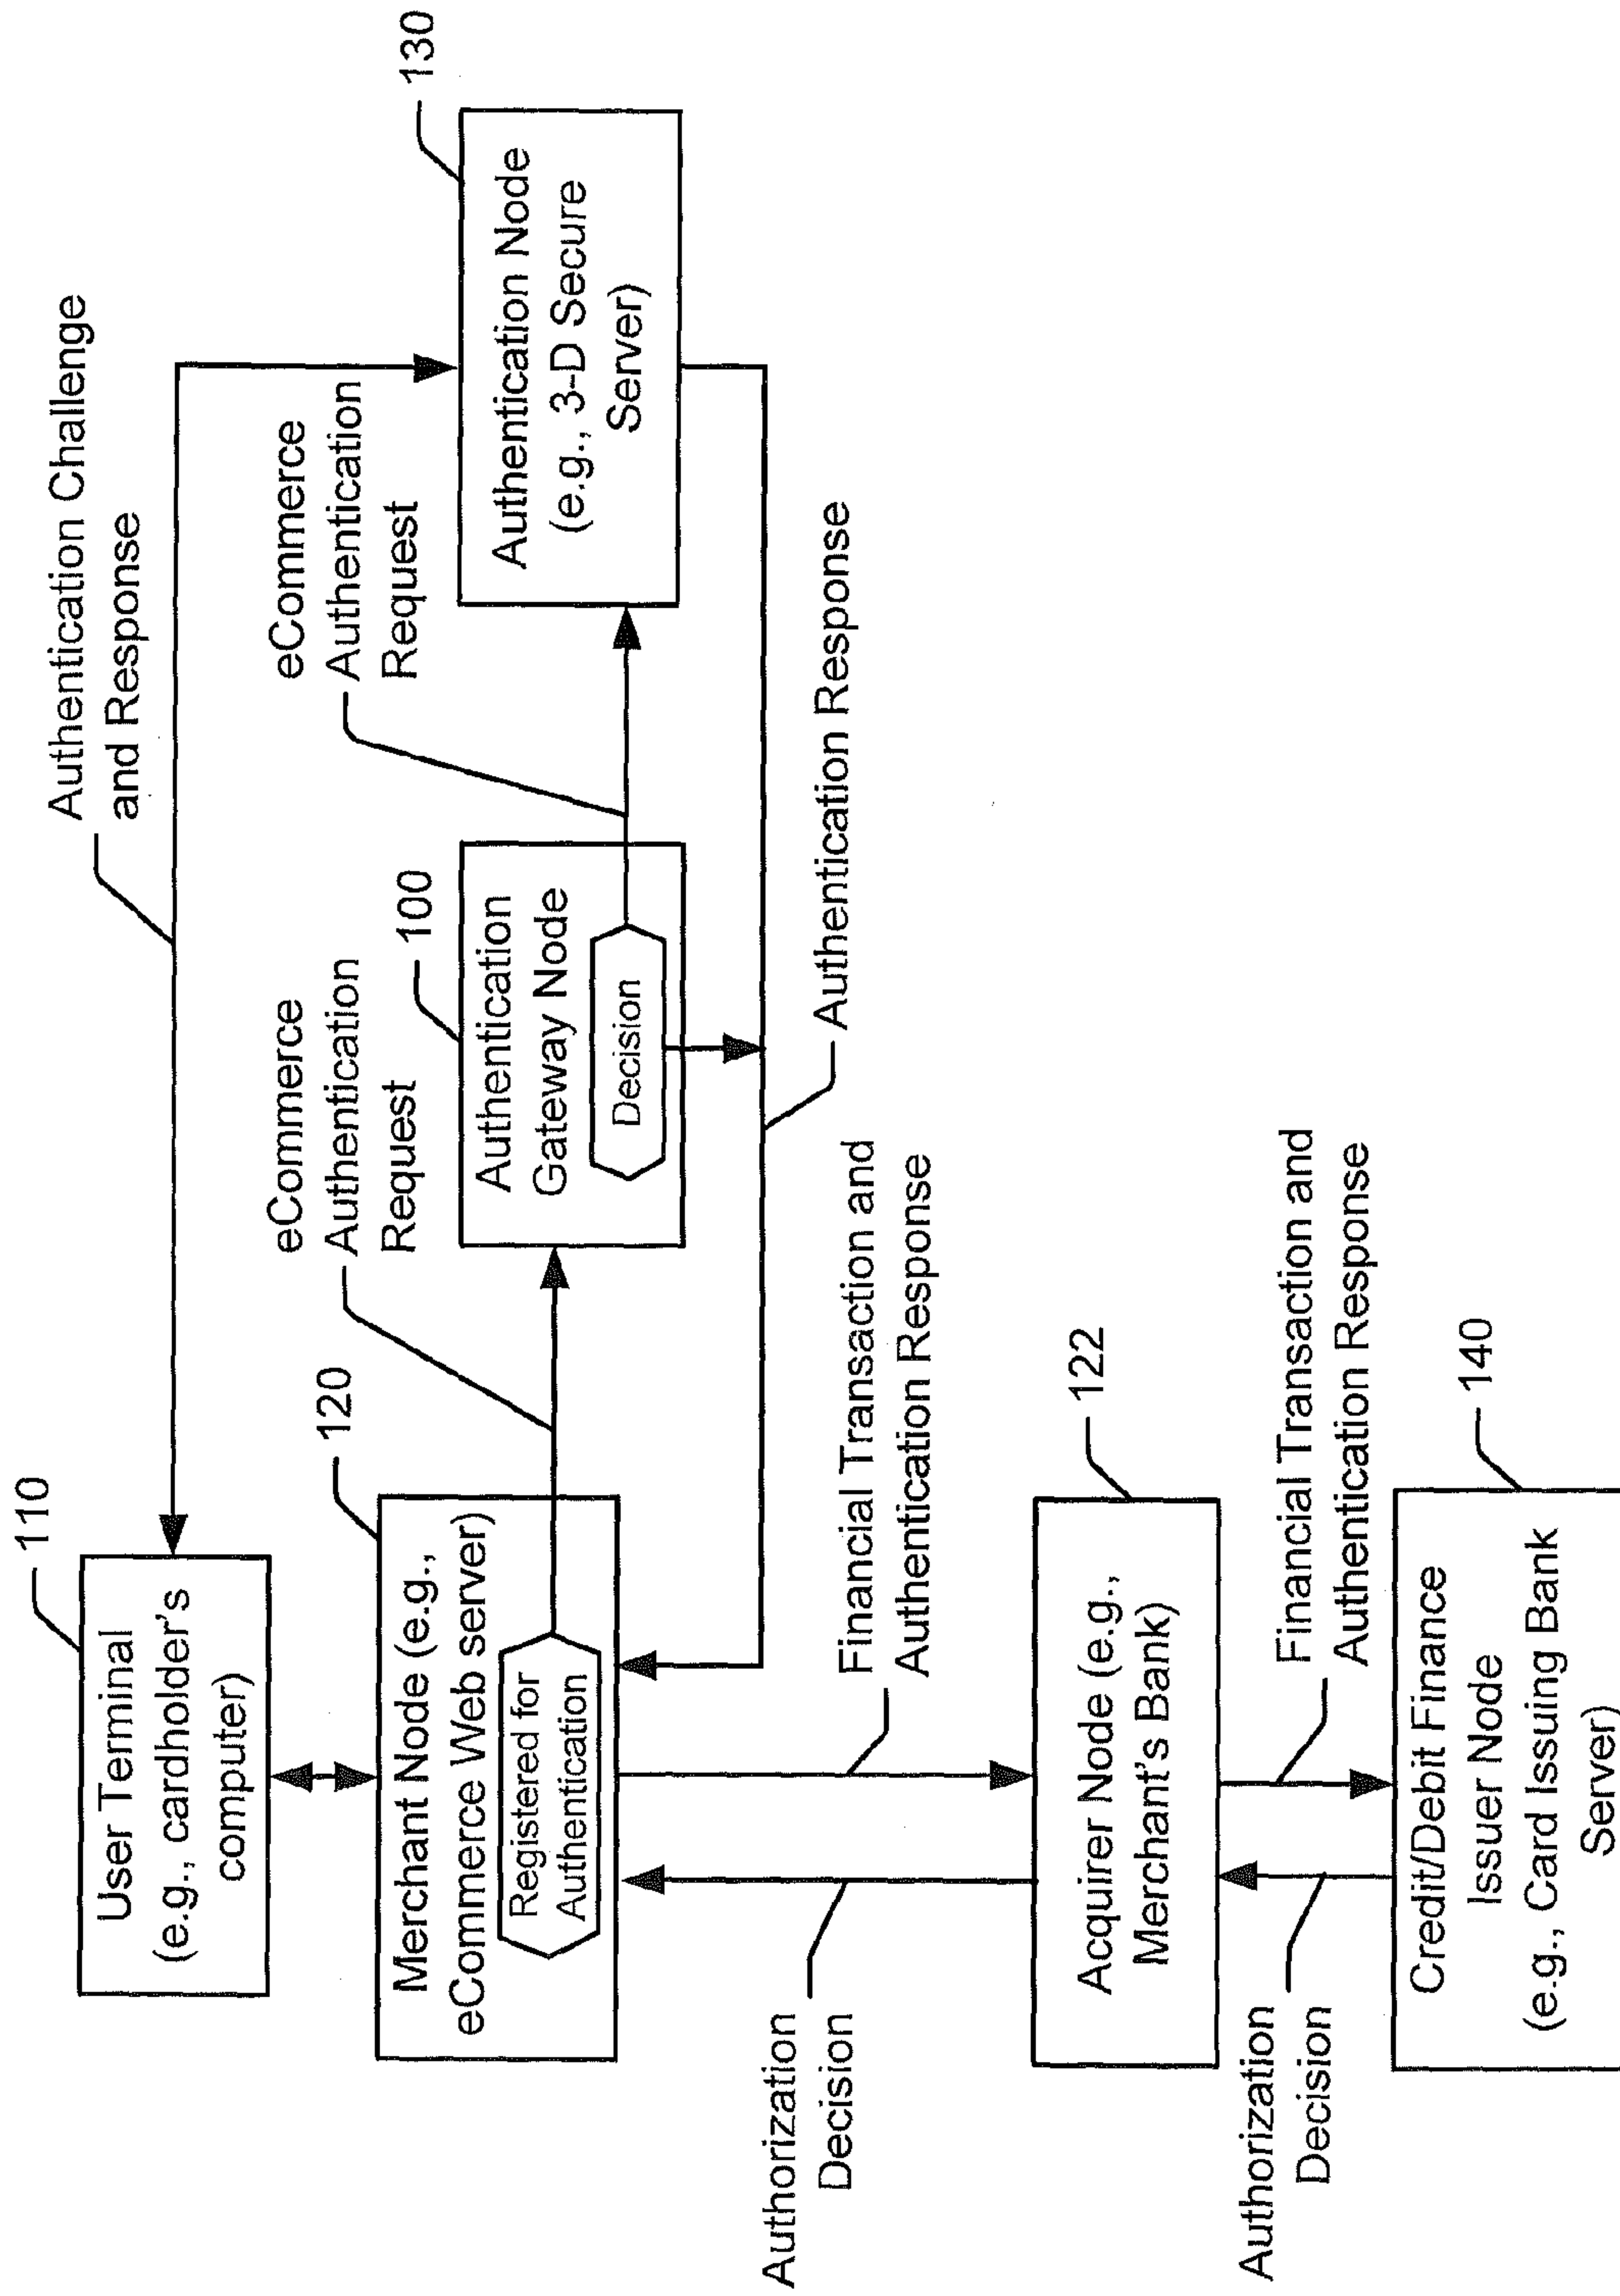 Authentication Challenge
and Response
110
User Terminal
(e.g., cardholder's
computer)
eCommerce
Authentication
Request
eCommerce
Authentication
Request
120
100
130
Merchant Node (e.g.,
eCommerce Web server)
Registered for
Authentication
Authentication
Gateway Node
Decision
Authentication Node
(e.g., 3-D Secure
Server)
Authentication Response
Authorization
Decision
Financial Transaction and
Authentication Response
122
Acquirer Node (e.g.,
Merchant's Bank)
Authorization
Decision
Financial Transaction and
Authentication Response
140
Credit/Debit Finance
Issuer Node
(e.g., Card Issuing Bank
Server)